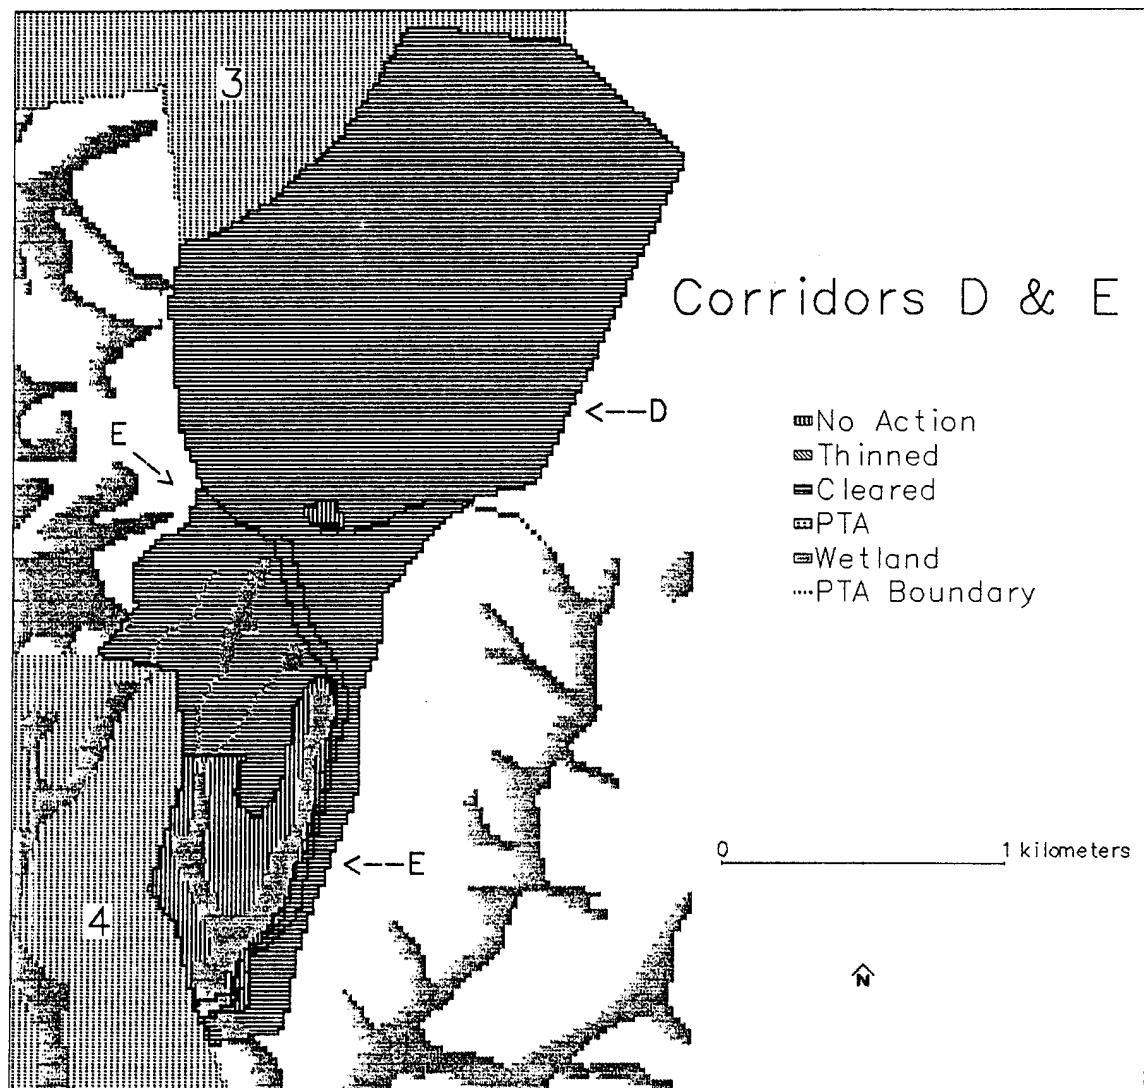 3
Corridors D & E
<---D
E
No Action
Thinned
Cleared
PTA
Wetland
PTA Boundary
<---E
0 1 kilometers
4
N